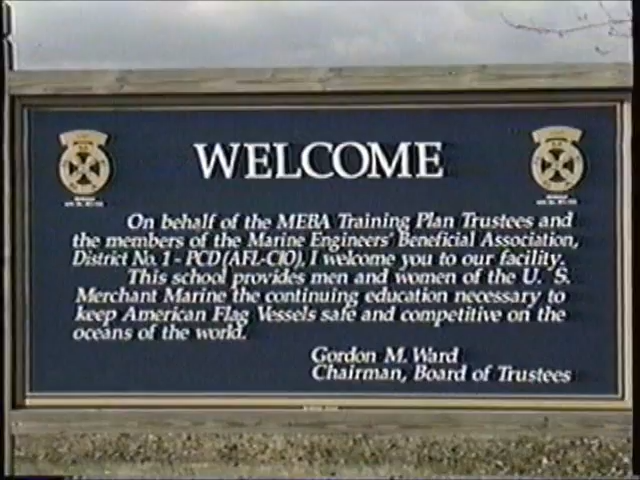 WELCOME
On behalf of the MEBA Training Plan Trustees and
the members of the Marine Engineers' Beneficial Association,
District No. 1 - PCD (AFL-CIO), I welcome you to our facility.
This school provides men and women of the U. S.
Merchant Marine the continuing education necessary to
keep American Flag Vessels safe and competitive on the
oceans of the world.
Gordon M. Ward
Chairman, Board of Trustees